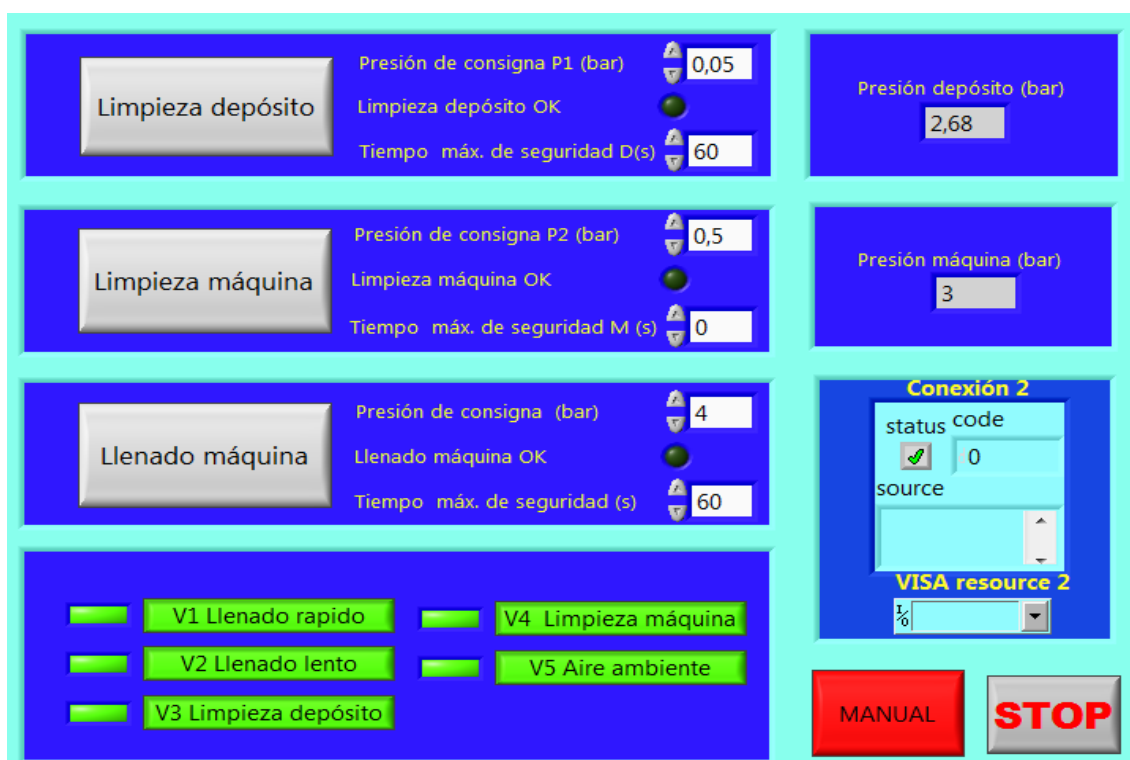 Limpieza depósito
Presión de consigna P1 (bar)
0,05
Limpieza depósito OK
Tiempo máx. de seguridad D(s)
60
Presión depósito (bar)
2,68
Limpieza máquina
Presión de consigna P2 (bar)
0,5
Limpieza máquina OK
Tiempo máx. de seguridad M (s)
0
Presión máquina (bar)
3
Llenado máquina
Presión de consigna (bar)
4
Llenado máquina OK
Tiempo máx. de seguridad (s)
60
Conexión 2
status
code
0
source
VISA resource 2
I/O
V1 Llenado rapido
V2 Llenado lento
V3 Limpieza depósito
V4 Limpieza máquina
V5 Aire ambiente
MANUAL
STOP